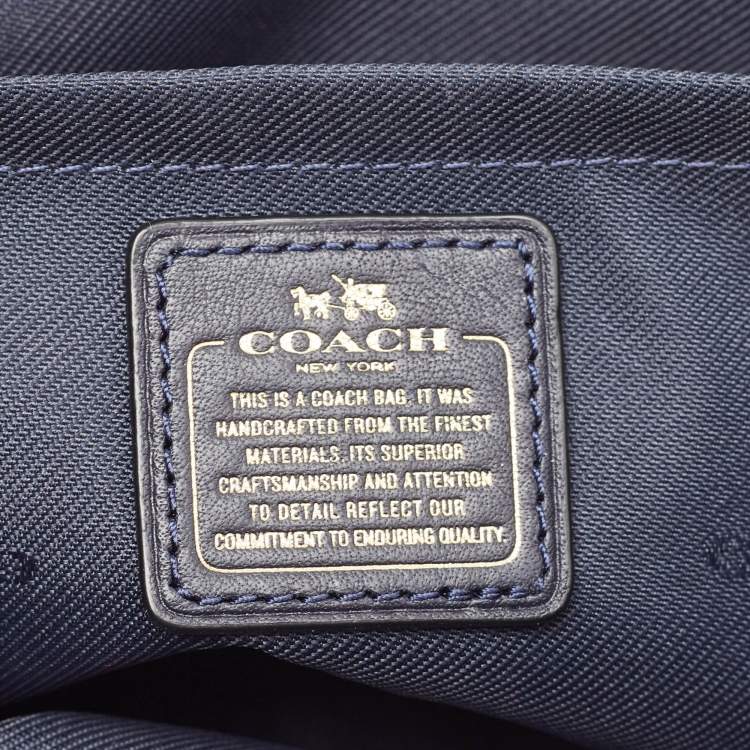 COACH
NEW YORK
THIS IS A COACH BAG. IT WAS
HANDCRAFTED FROM THE FINEST
MATERIALS. ITS SUPERIOR
CRAFTSMANSHIP AND ATTENTION
TO DETAIL REFLECT OUR
COMMITMENT TO ENDURING QUALITY.